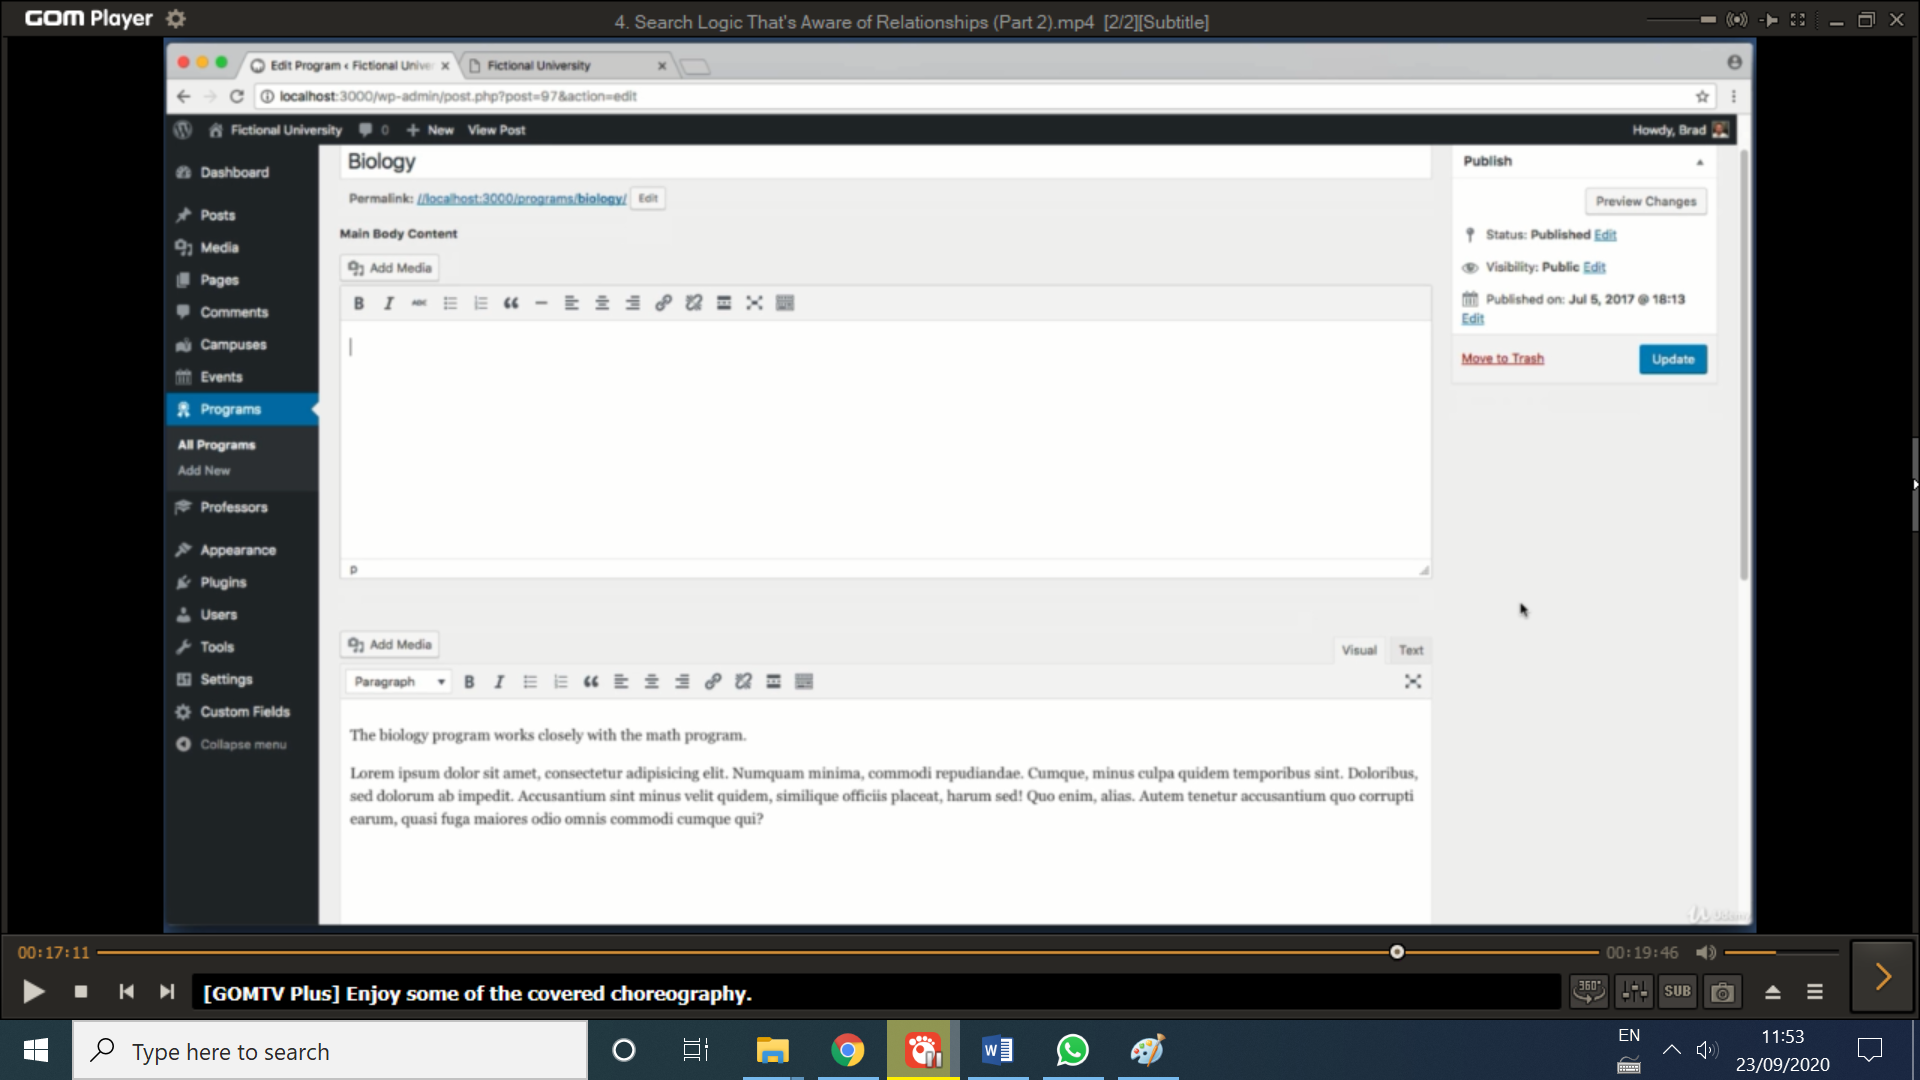 GOM Player
4. Search Logic That's Aware of Relationships (Part 2).mp4 [2/2][Subtitle]
Edit Program ‹ Fictional Unive
Fictional University
localhost:3000/wp-admin/post.php?post=97&action=edit
Fictional University
0
New
View Post
Howdy, Brad
Dashboard
Posts
Media
Pages
Comments
Campuses
Events
Programs
All Programs
Add New
Professors
Appearance
Plugins
Users
Tools
Settings
Custom Fields
Collapse menu
Biology
Permalink: //localhost:3000/programs/biology/ Edit
Main Body Content
Add Media
B I ABC
p
Add Media
Visual Text
Paragraph B I
The biology program works closely with the math program.
Lorem ipsum dolor sit amet, consectetur adipisicing elit. Numquam minima, commodi repudiandae. Cumque, minus culpa quidem temporibus sint. Doloribus,
sed dolorum ab impedit. Accusantium sint minus velit quidem, similique officiis placeat, harum sed! Quo enim, alias. Autem tenetur accusantium quo corrupti
earum, quasi fuga maiores odio omnis commodi cumque qui?
Publish
Preview Changes
Status: Published Edit
Visibility: Public Edit
Published on: Jul 5, 2017 @ 18:13
Edit
Move to Trash
Update
Udemy
00:17:11
00:19:46
[GOMTV Plus] Enjoy some of the covered choreography.
360°
SUB
Type here to search
EN
11:53
23/09/2020